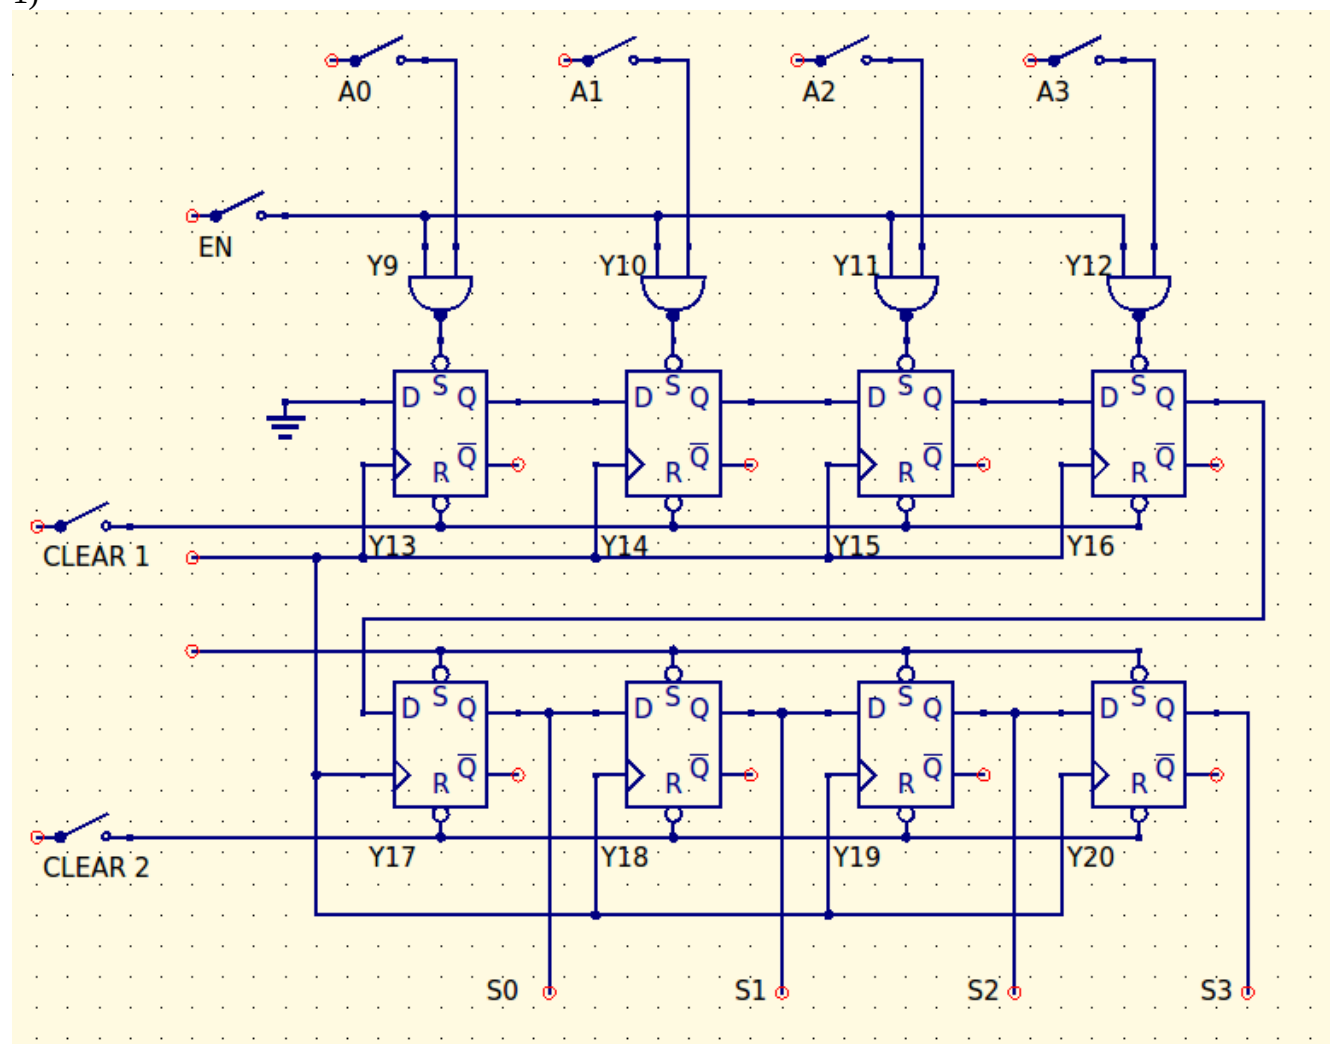 1)
A0 A1 A2 A3
EN
Y9 Y10 Y11 Y12
S S S S
D Q D Q D Q D Q
R Q̅ R Q̅ R Q̅ R Q̅
CLEAR 1 Y13 Y14 Y15 Y16
S S S S
D Q D Q D Q D Q
R Q̅ R Q̅ R Q̅ R Q̅
CLEAR 2 Y17 Y18 Y19 Y20
S0 S1 S2 S3